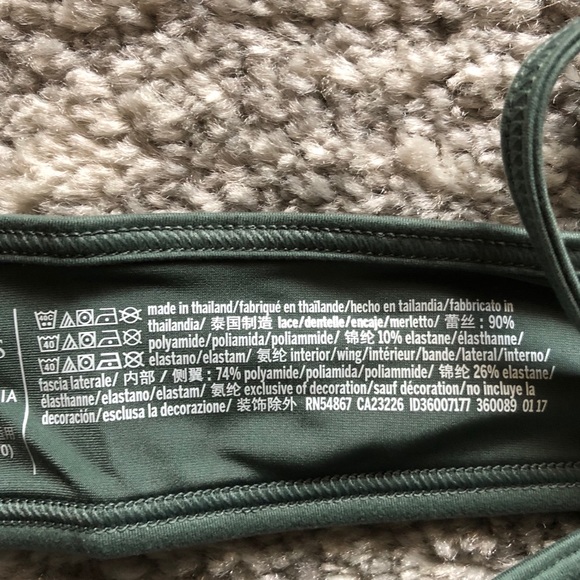 made in thailand/fabriqué en thaïlande/hecho en tailandia/fabbricato in
thailandia/ 泰国制造 lace/dentelle/encaje/merletto/ 蕾丝 : 90%
polyamide/poliamida/poliammide/ 锦纶 10% elastane/élasthanne/
elastano/elastam/ 氨纶 interior/wing/intérieur/bande/lateral/interno/
fascia laterale/ 内部 / 侧翼 : 74% polyamide/poliamida/poliammide/ 锦纶 26% elastane/
élasthanne/elastano/elastam/ 氨纶 exclusive of decoration/sauf décoration/no incluye la
decoración/esclusa la decorazione/ 装饰除外 RN54867 CA23226 ID36007177 360089 01 17
40
40
S
IA
0)